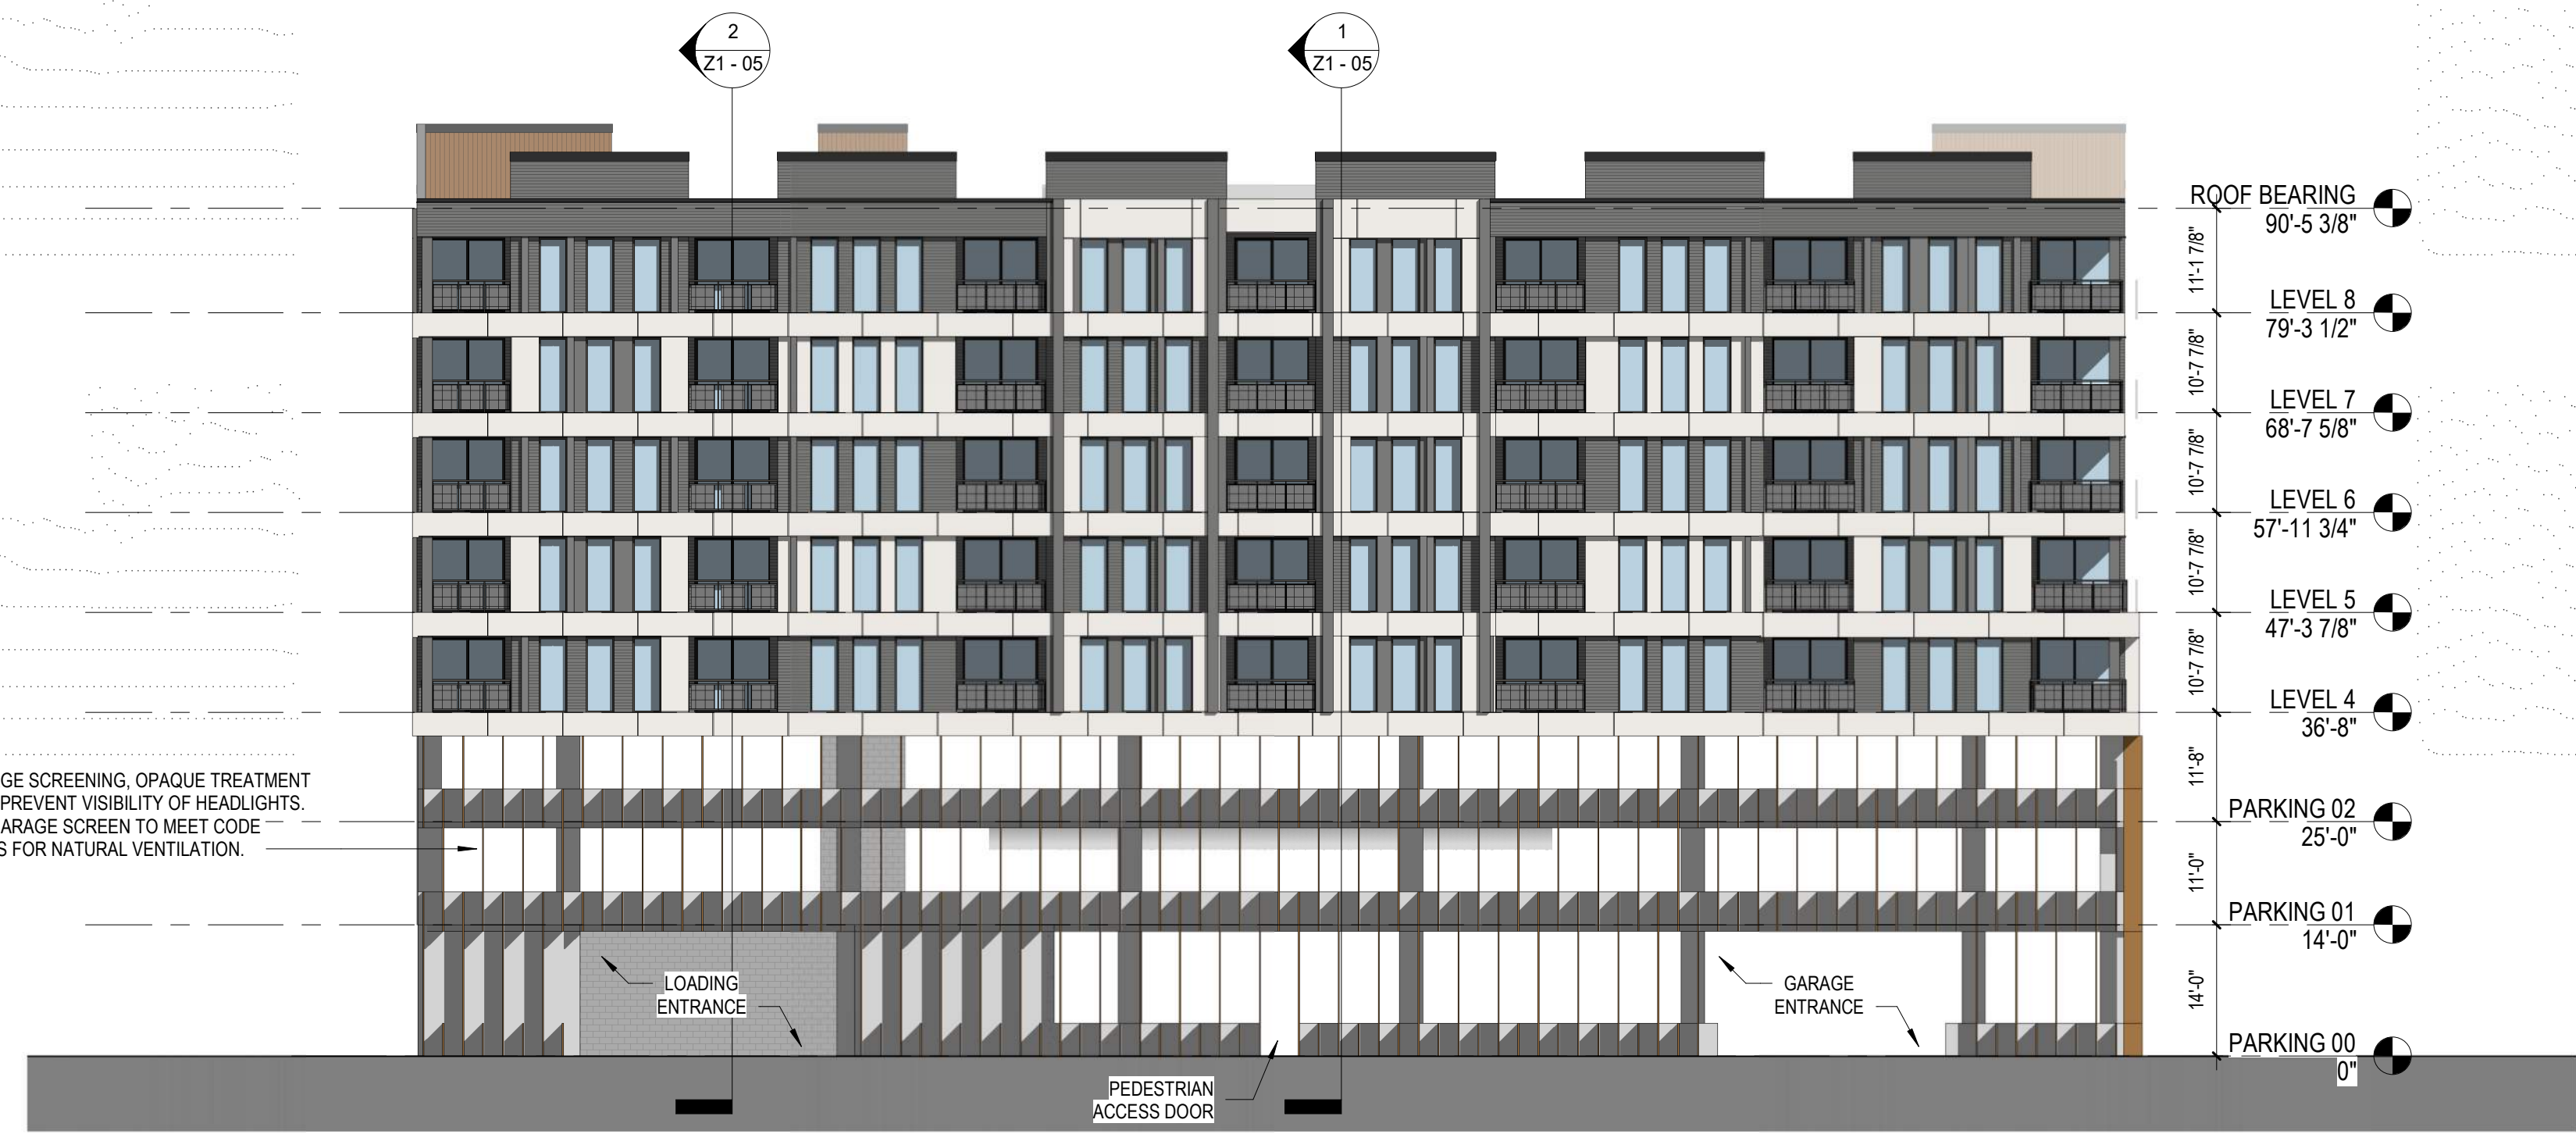 2
Z1 - 05
1
Z1 - 05
ROOF BEARING
90'-5 3/8"
11'-1 7/8"
LEVEL 8
79'-3 1/2"
10'-7 7/8"
LEVEL 7
68'-7 5/8"
10'-7 7/8"
LEVEL 6
57'-11 3/4"
10'-7 7/8"
LEVEL 5
47'-3 7/8"
10'-7 7/8"
LEVEL 4
36'-8"
11'-8"
PARKING 02
25'-0"
11'-0"
PARKING 01
14'-0"
14'-0"
PARKING 00
0"
GE SCREENING, OPAQUE TREATMENT
PREVENT VISIBILITY OF HEADLIGHTS.
ARAGE SCREEN TO MEET CODE
S FOR NATURAL VENTILATION.
LOADING
ENTRANCE
GARAGE
ENTRANCE
PEDESTRIAN
ACCESS DOOR